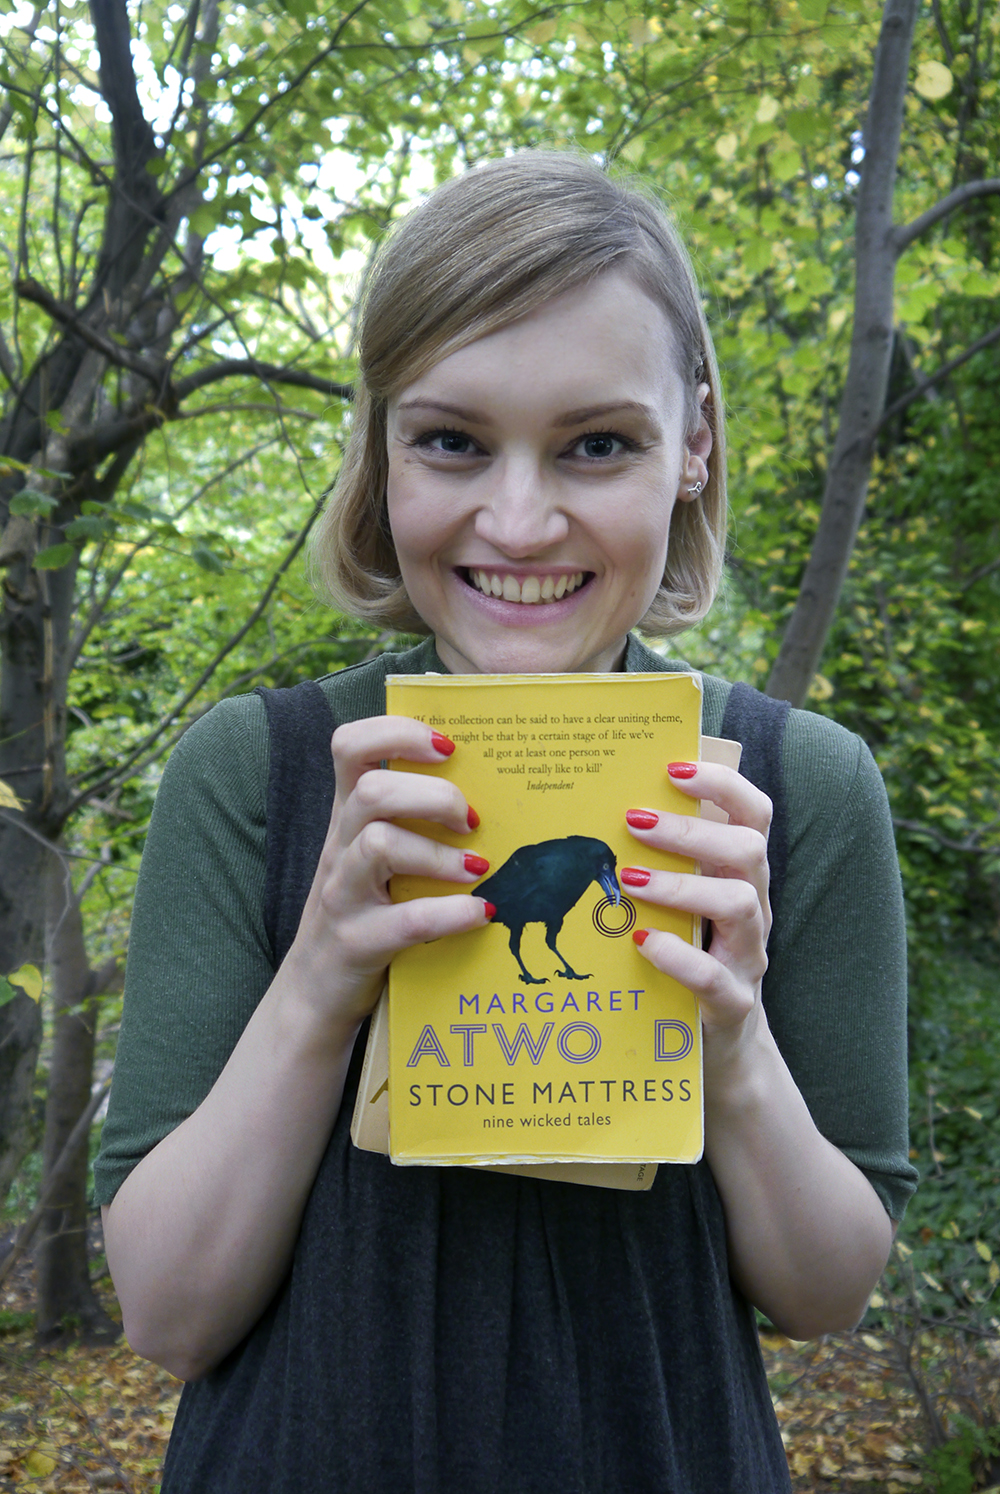 'If this collection can be said to have a clear uniting theme,
might be that by a certain stage of life we've
all got at least one person we
would really like to kill'
Independent
MARGARET
ATWO D
STONE MATTRESS
nine wicked tales